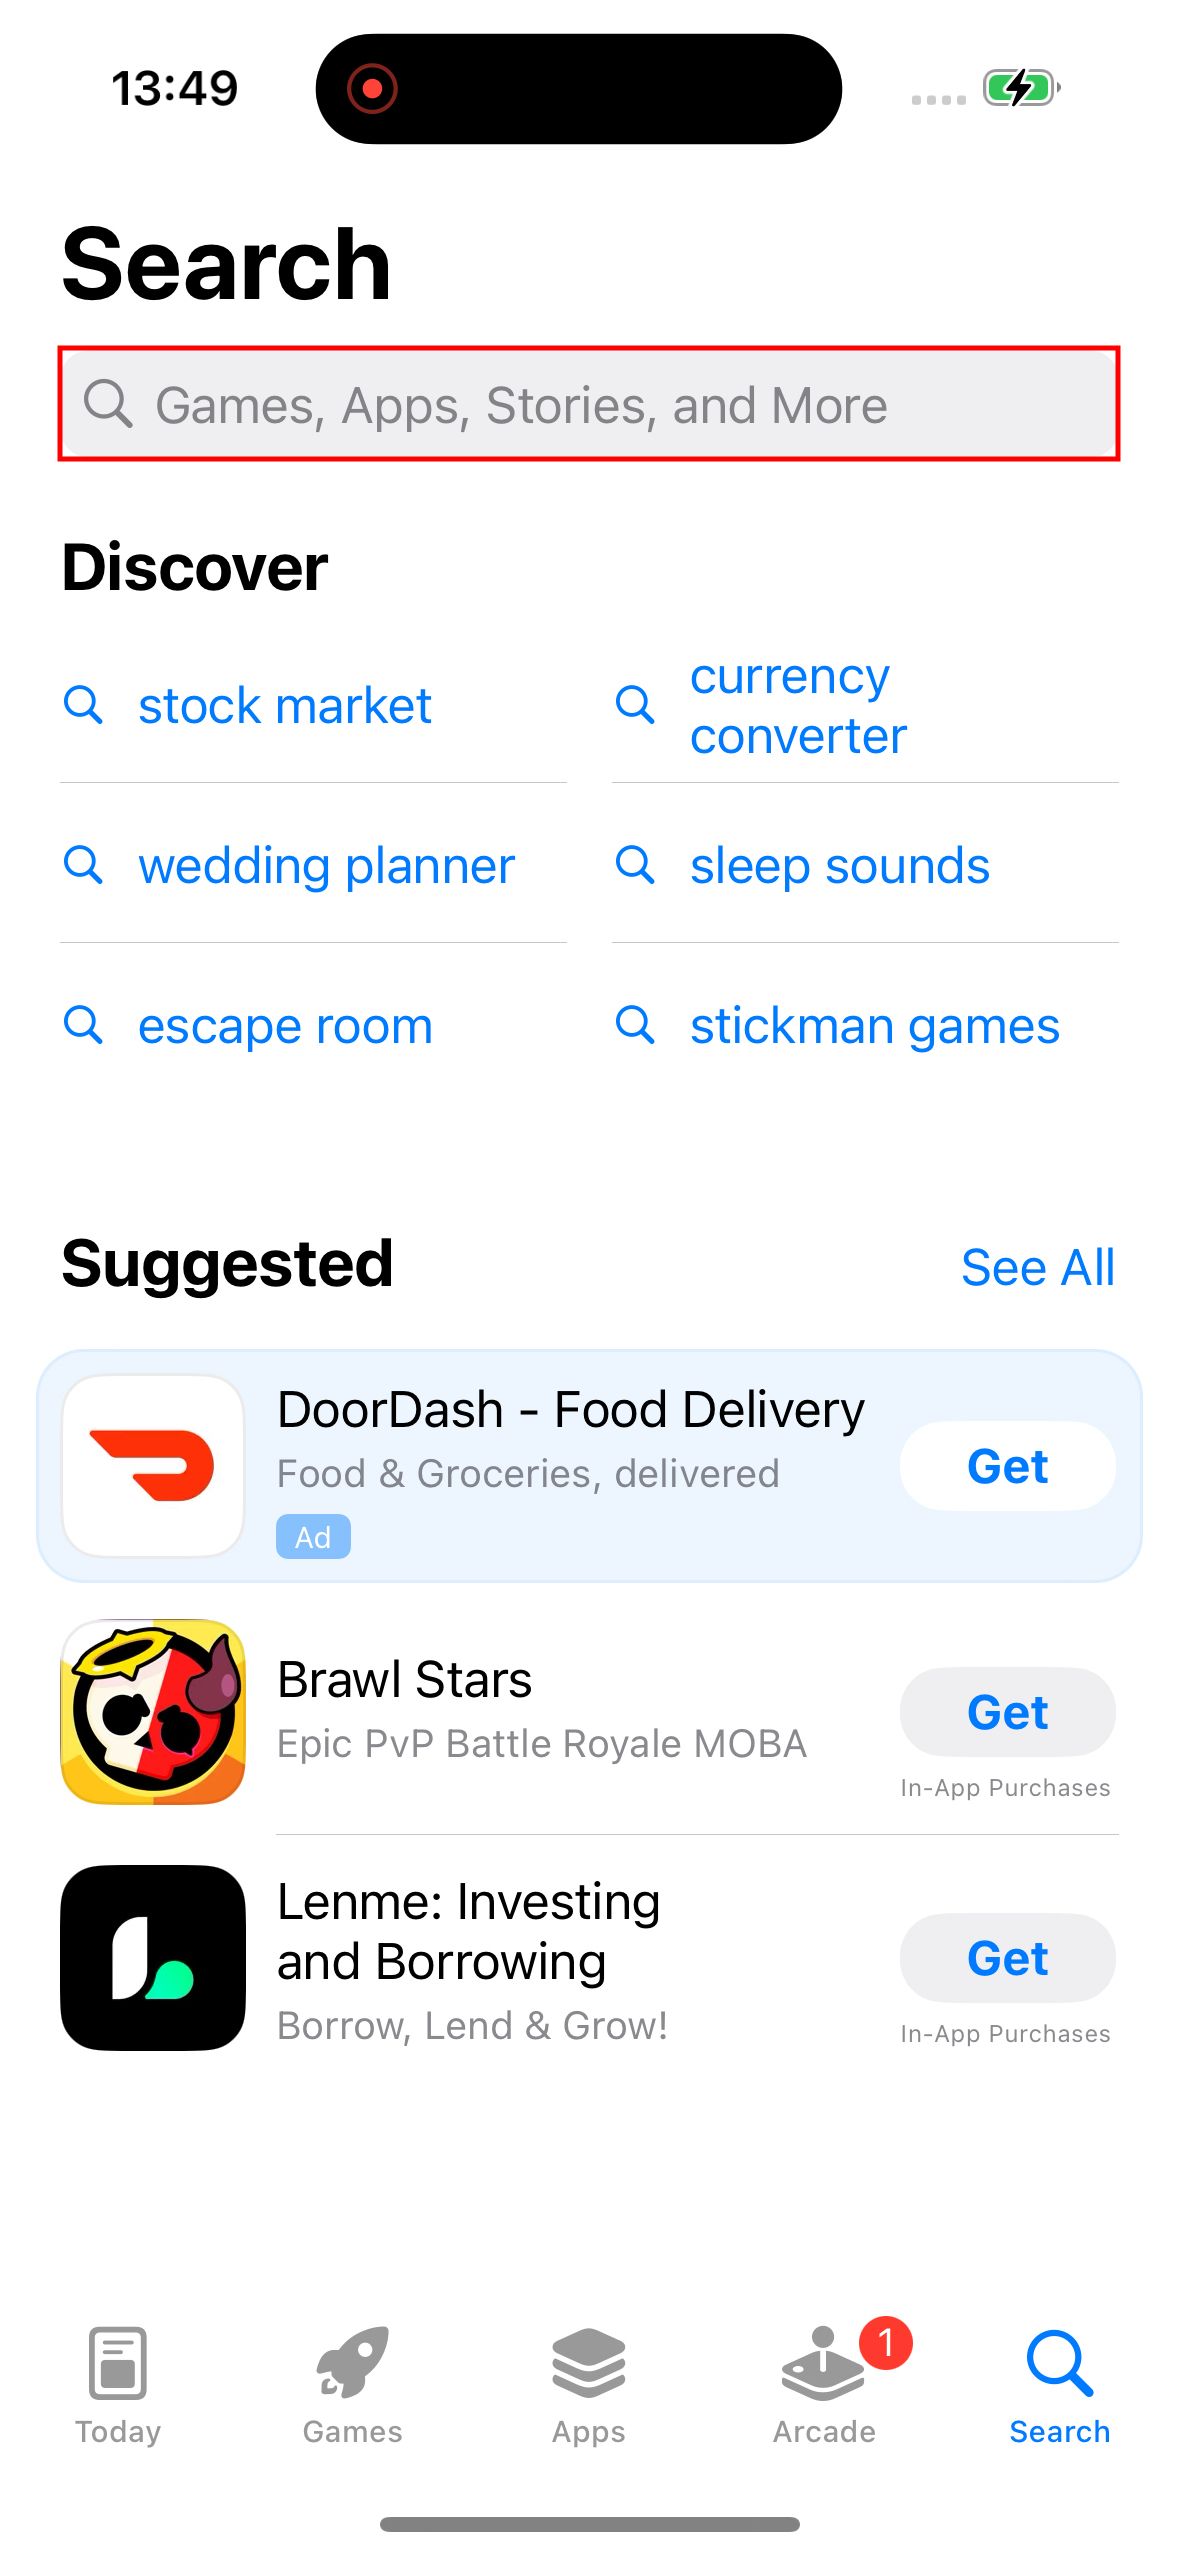 13:49
Search
Games, Apps, Stories, and More
Discover
stock market
currency
converter
wedding planner
sleep sounds
escape room
stickman games
Suggested
See All
DoorDash - Food Delivery
Food & Groceries, delivered
Ad
Get
Brawl Stars
Epic PvP Battle Royale MOBA
Get
In-App Purchases
Lenme: Investing
and Borrowing
Borrow, Lend & Grow!
Get
In-App Purchases
1
Today
Games
Apps
Arcade
Search